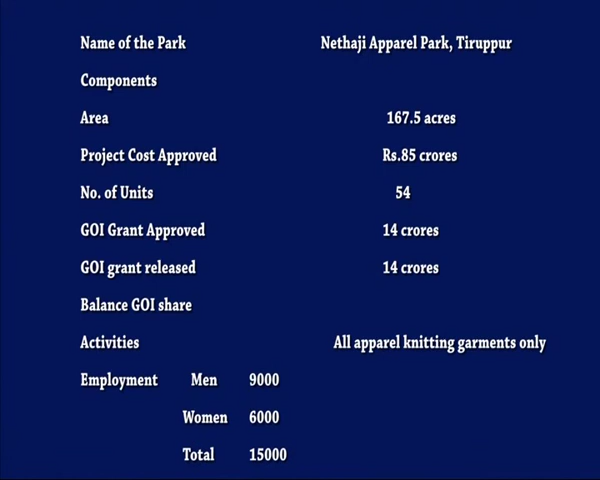 Name of the Park Nethaji Apparel Park, Tiruppur
Components
Area 167.5 acres
Project Cost Approved Rs.85 crores
No. of Units 54
GOI Grant Approved 14 crores
GOI grant released 14 crores
Balance GOI share
Activities All apparel knitting garments only
Employment Men 9000
Women 6000
Total 15000